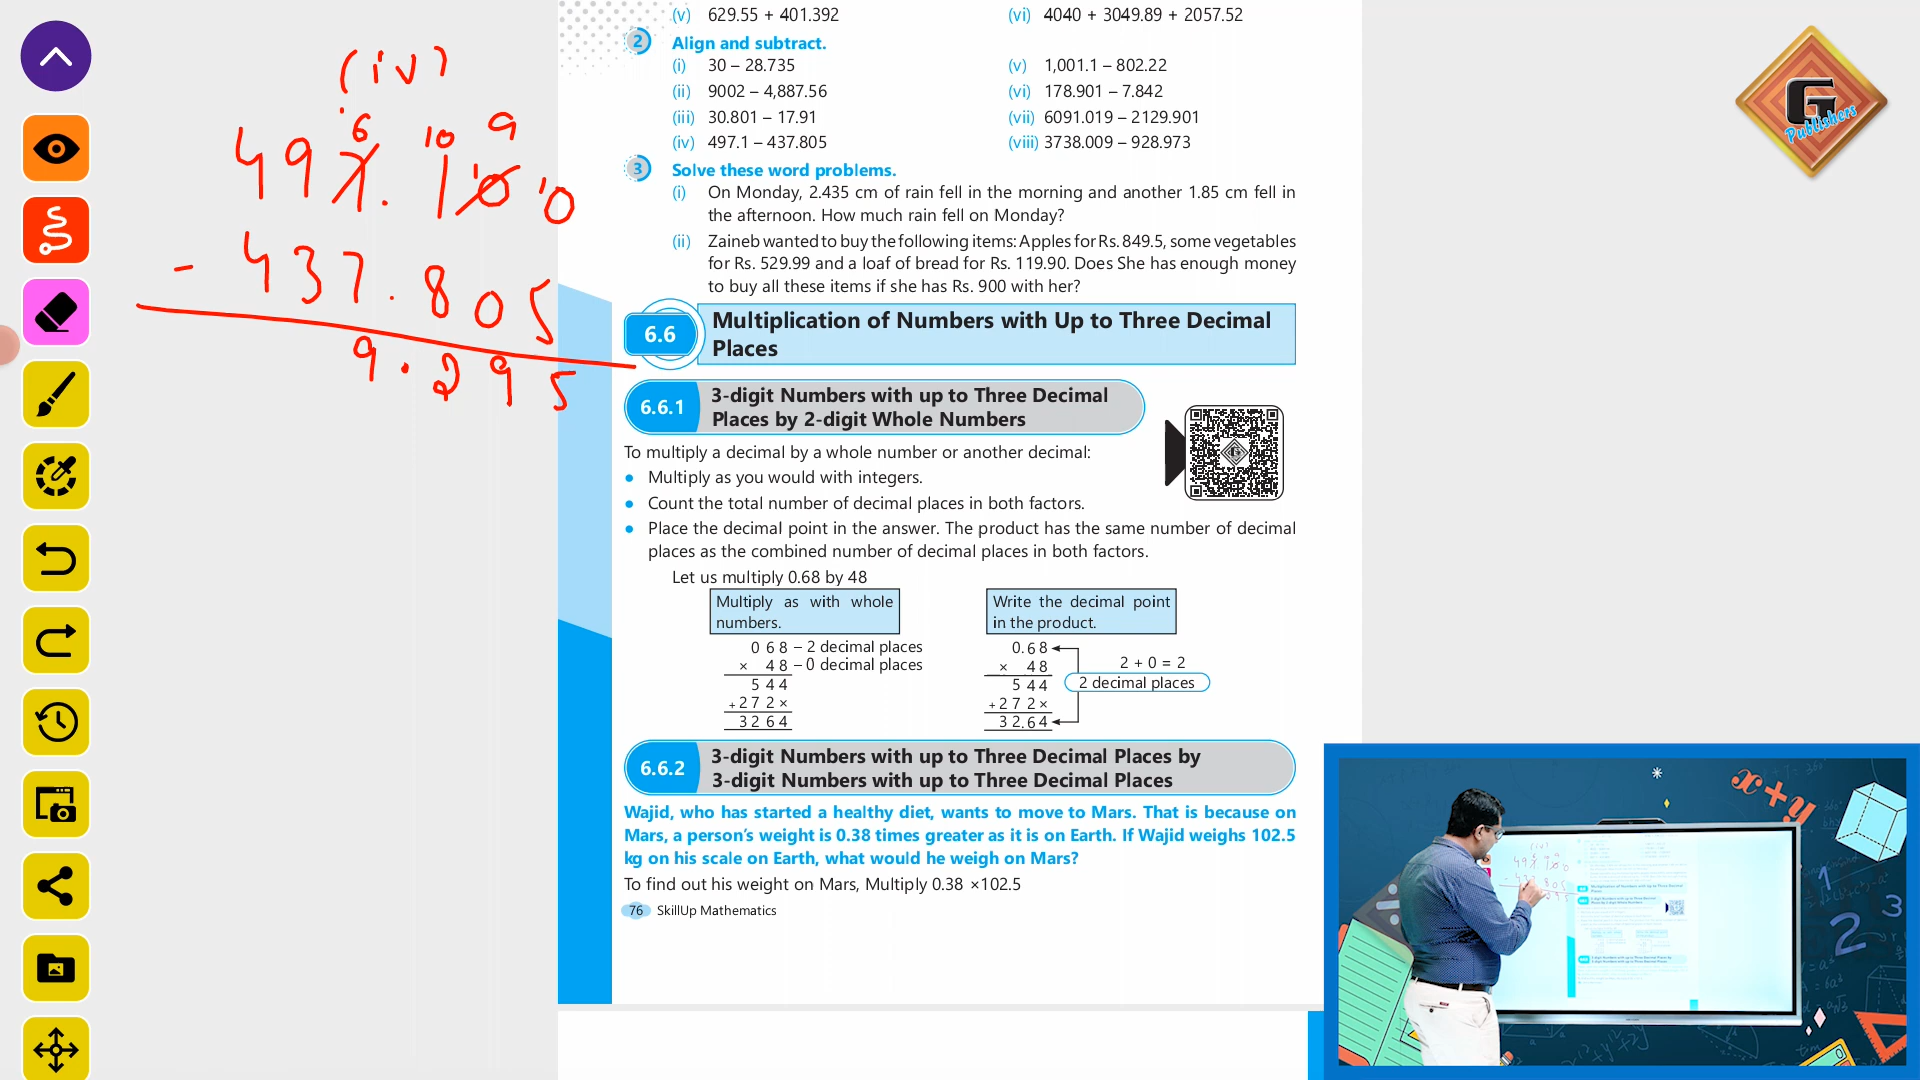 (iv)
6 10 9
497.10 10
- 437.805
9.295
(v) 629.55 + 401.392
(vi) 4040 + 3049.89 + 2057.52
2 Align and subtract.
(i) 30 – 28.735
(v) 1,001.1 – 802.22
(ii) 9002 – 4,887.56
(vi) 178.901 – 7.842
(iii) 30.801 – 17.91
(vii) 6091.019 – 2129.901
(iv) 497.1 – 437.805
(viii) 3738.009 – 928.973
3 Solve these word problems.
(i) On Monday, 2.435 cm of rain fell in the morning and another 1.85 cm fell in
the afternoon. How much rain fell on Monday?
(ii) Zaineb wanted to buy the following items: Apples for Rs. 849.5, some vegetables
for Rs. 529.99 and a loaf of bread for Rs. 119.90. Does She has enough money
to buy all these items if she has Rs. 900 with her?
6.6 Multiplication of Numbers with Up to Three Decimal
Places
6.6.1 3-digit Numbers with up to Three Decimal
Places by 2-digit Whole Numbers
To multiply a decimal by a whole number or another decimal:
• Multiply as you would with integers.
• Count the total number of decimal places in both factors.
• Place the decimal point in the answer. The product has the same number of decimal
places as the combined number of decimal places in both factors.
Let us multiply 0.68 by 48
Multiply as with whole
numbers.
0 6 8 – 2 decimal places
× 4 8 – 0 decimal places
5 4 4
+ 2 7 2 ×
3 2 6 4
Write the decimal point
in the product.
0.6 8
× 4 8
5 4 4
+ 2 7 2 ×
3 2.6 4
2 + 0 = 2
2 decimal places
6.6.2 3-digit Numbers with up to Three Decimal Places by
3-digit Numbers with up to Three Decimal Places
Wajid, who has started a healthy diet, wants to move to Mars. That is because on
Mars, a person's weight is 0.38 times greater as it is on Earth. If Wajid weighs 102.5
kg on his scale on Earth, what would he weigh on Mars?
To find out his weight on Mars, Multiply 0.38 ×102.5
76 SkillUp Mathematics
G
Publishers
x+y
1
2
3